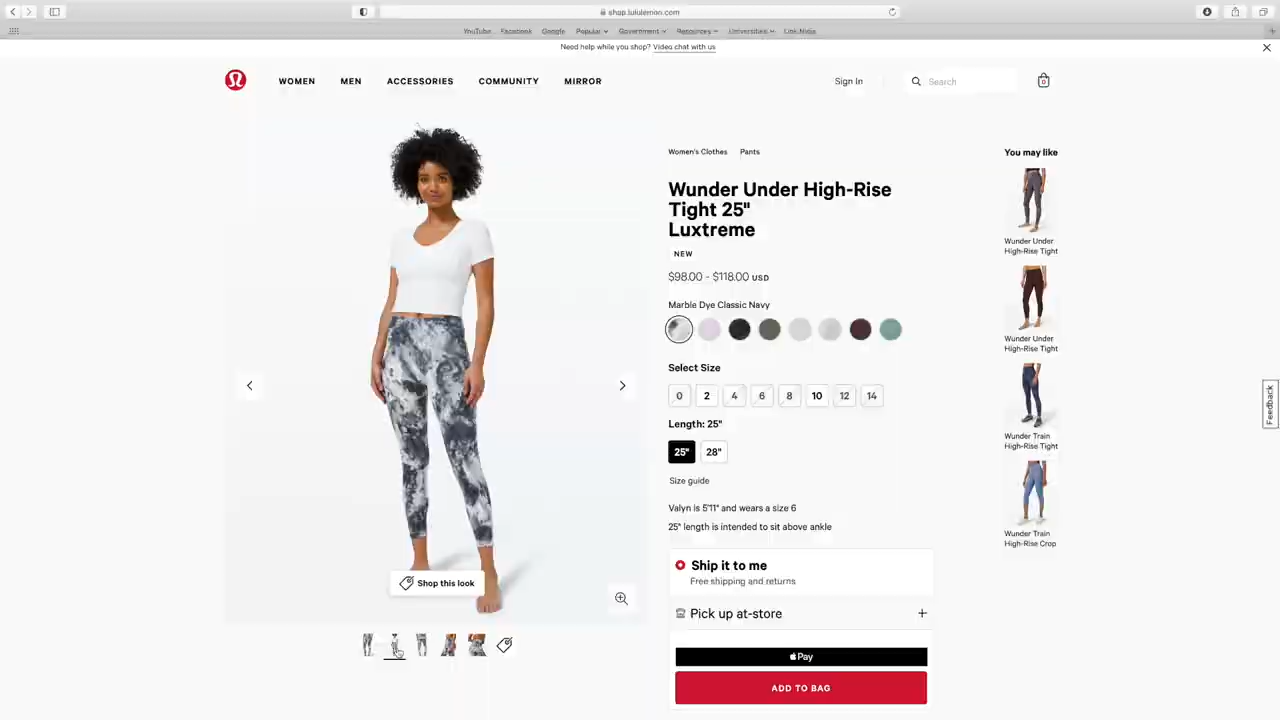 shop.lululemon.com
YouTube Facebook Google Popular Government Resources Universities Link Ninja
Need help while you shop? Video chat with us
WOMEN MEN ACCESSORIES COMMUNITY MIRROR
Sign In
Search
0
Women's Clothes Pants
Wunder Under High-Rise
Tight 25"
Luxtreme
NEW
$98.00 - $118.00 USD
Marble Dye Classic Navy
Select Size
0 2 4 6 8 10 12 14
Length: 25"
25" 28"
Size guide
Valyn is 5'11" and wears a size 6
25" length is intended to sit above ankle
Ship it to me
Free shipping and returns
Pick up at-store
Pay
ADD TO BAG
Shop this look
You may like
Wunder Under
High-Rise Tight
Wunder Under
High-Rise Tight
Wunder Train
High-Rise Tight
Wunder Train
High-Rise Crop
Feedback